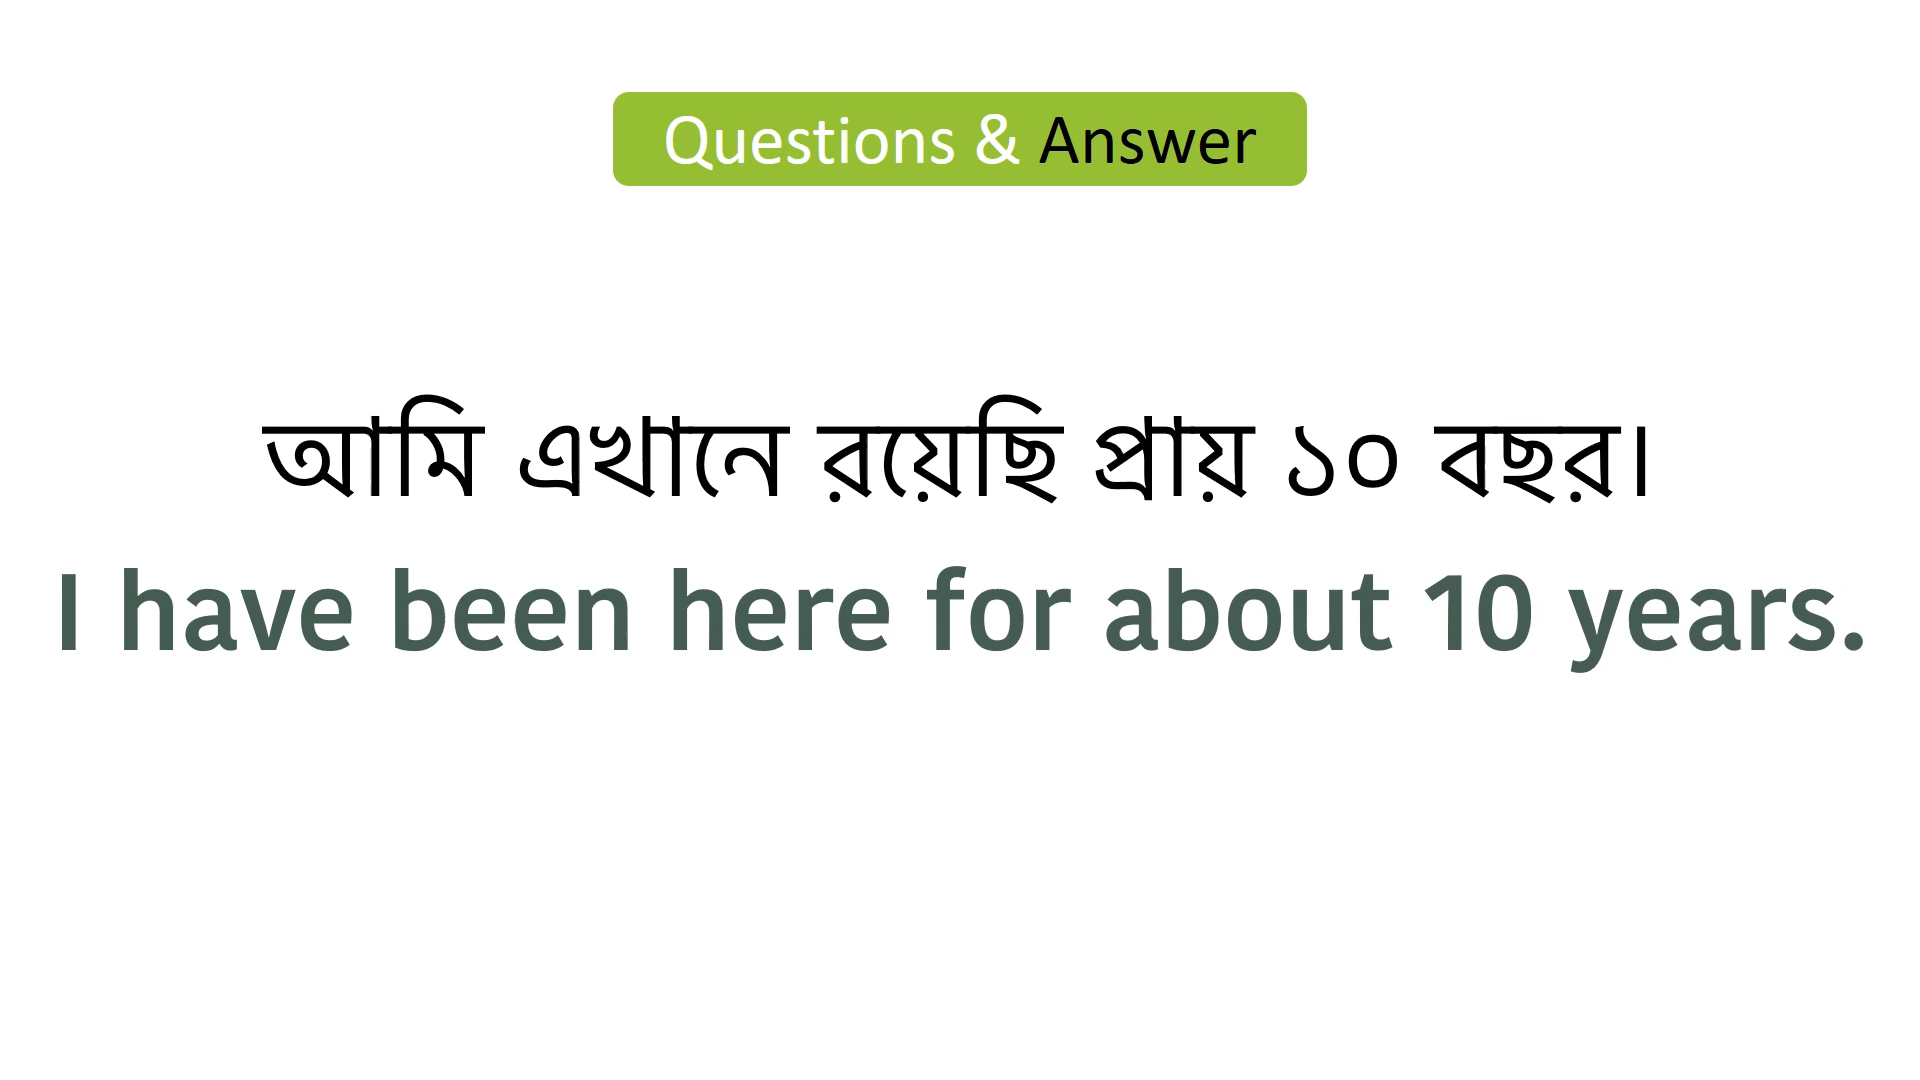 Questions & Answer
আমি এখানে রয়েছি প্রায় ১০ বছর।
I have been here for about 10 years.